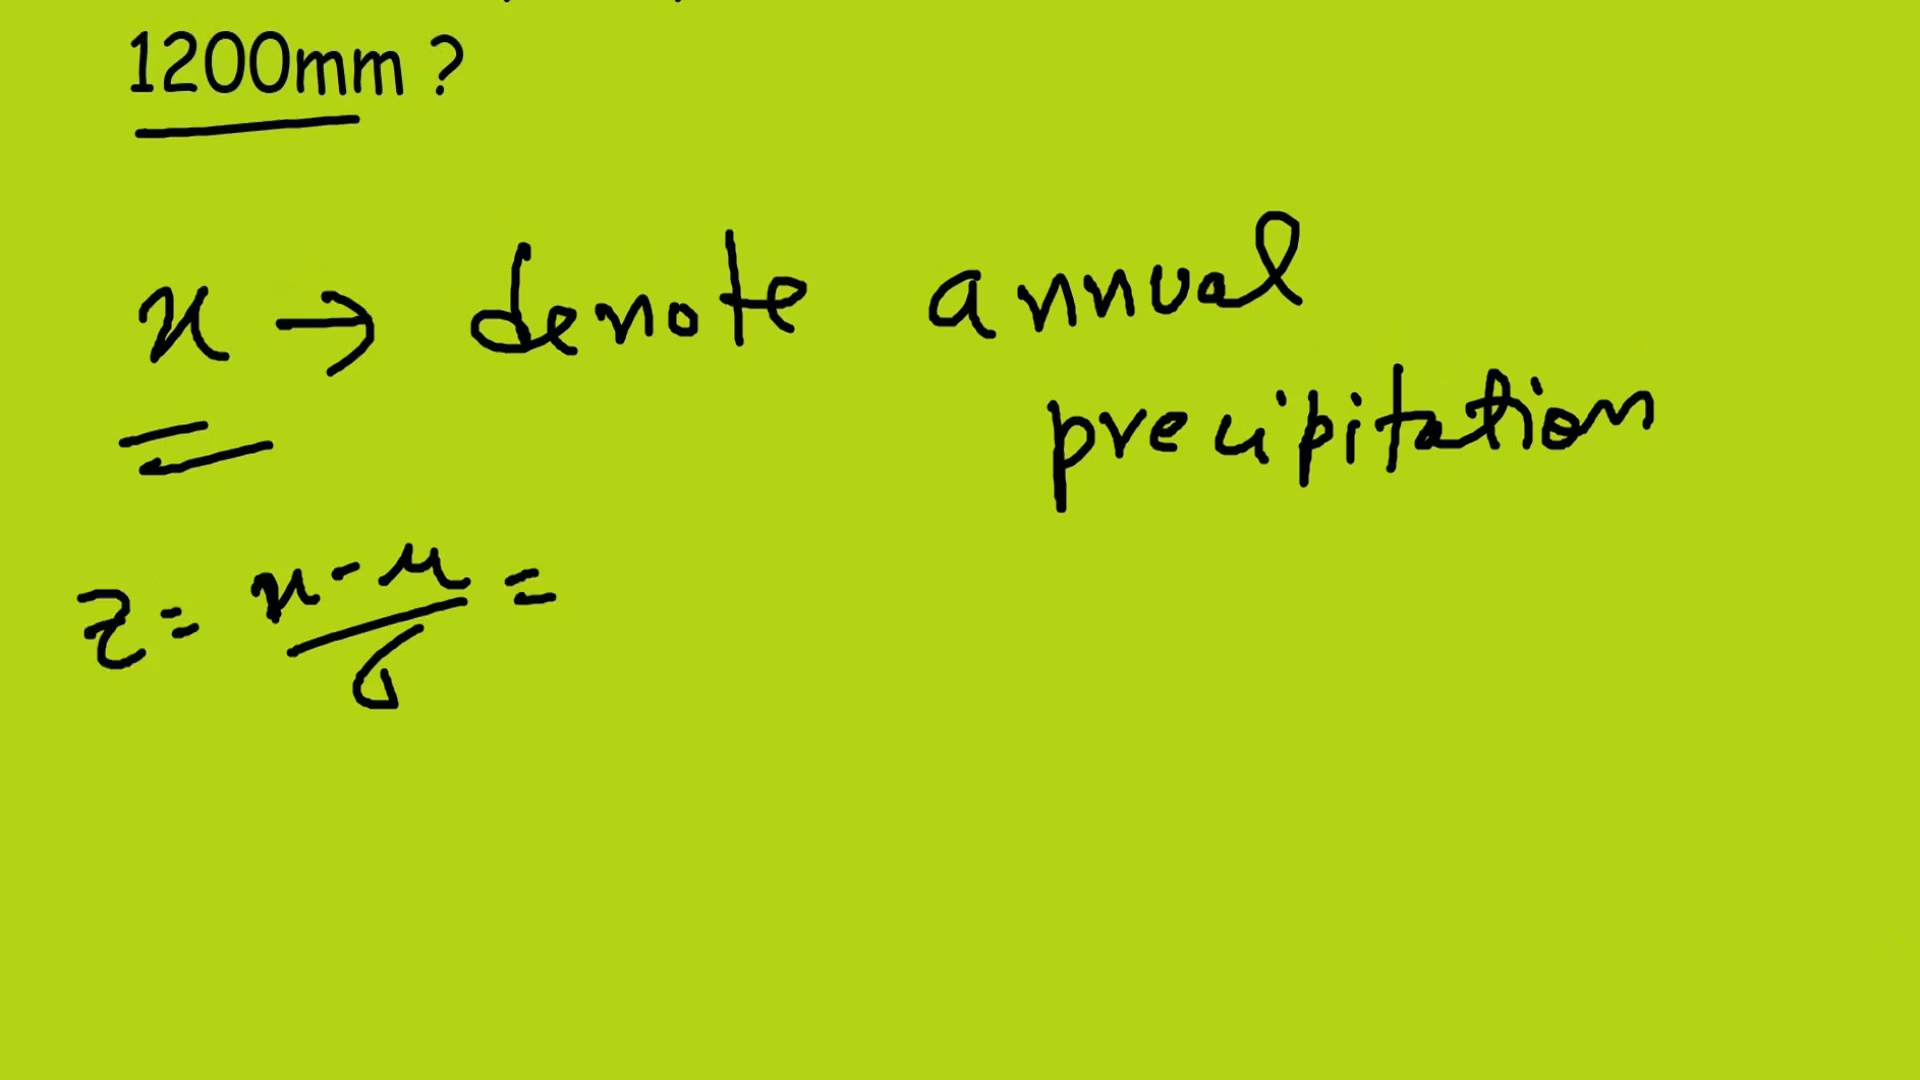 1200mm ?
x → denote annual
precipitation
z = x - μ / σ =